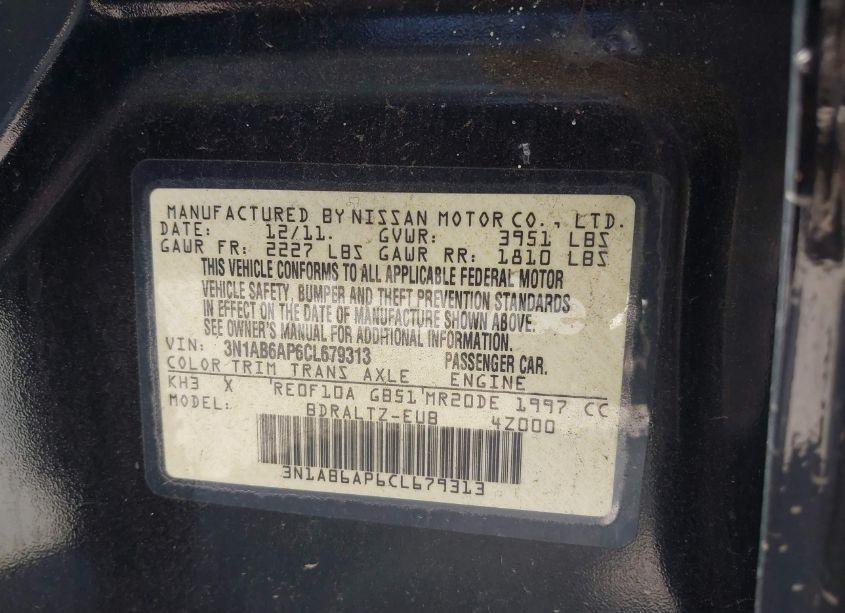 MANUFACTURED BY NISSAN MOTOR CO., LTD.
DATE: 12/11. GVWR: 3951 LBS
GAWR FR: 2227 LBS GAWR RR: 1810 LBS
THIS VEHICLE CONFORMS TO ALL APPLICABLE FEDERAL MOTOR
VEHICLE SAFETY, BUMPER AND THEFT PREVENTION STANDARDS
IN EFFECT ON THE DATE OF MANUFACTURE SHOWN ABOVE.
SEE OWNER'S MANUAL FOR ADDITIONAL INFORMATION.
VIN: 3N1AB6AP6CL679313 PASSENGER CAR.
COLOR TRIM TRANS AXLE ENGINE
KH3 X RE0F10A GB51 MR20DE 1997 CC
MODEL: BDRALTZ-EUB 4Z000
3N1AB6AP6CL679313